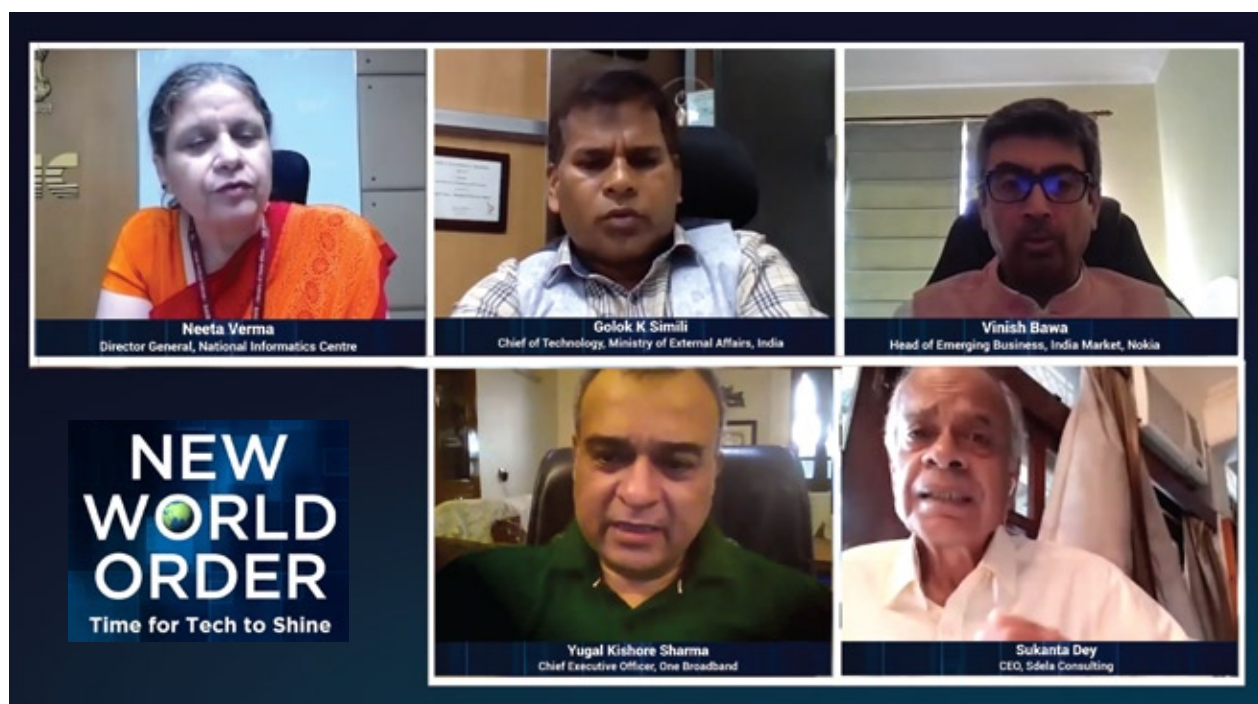 Neeta Verma
Director General, National Informatics Centre
Golok K Simili
Chief of Technology, Ministry of External Affairs, India
Vinish Bawa
Head of Emerging Business, India Market, Nokia
NEW
WORLD
ORDER
Time for Tech to Shine
Yugal Kishore Sharma
Chief Executive Officer, One Broadband
Sukanta Dey
CEO, Sdela Consulting